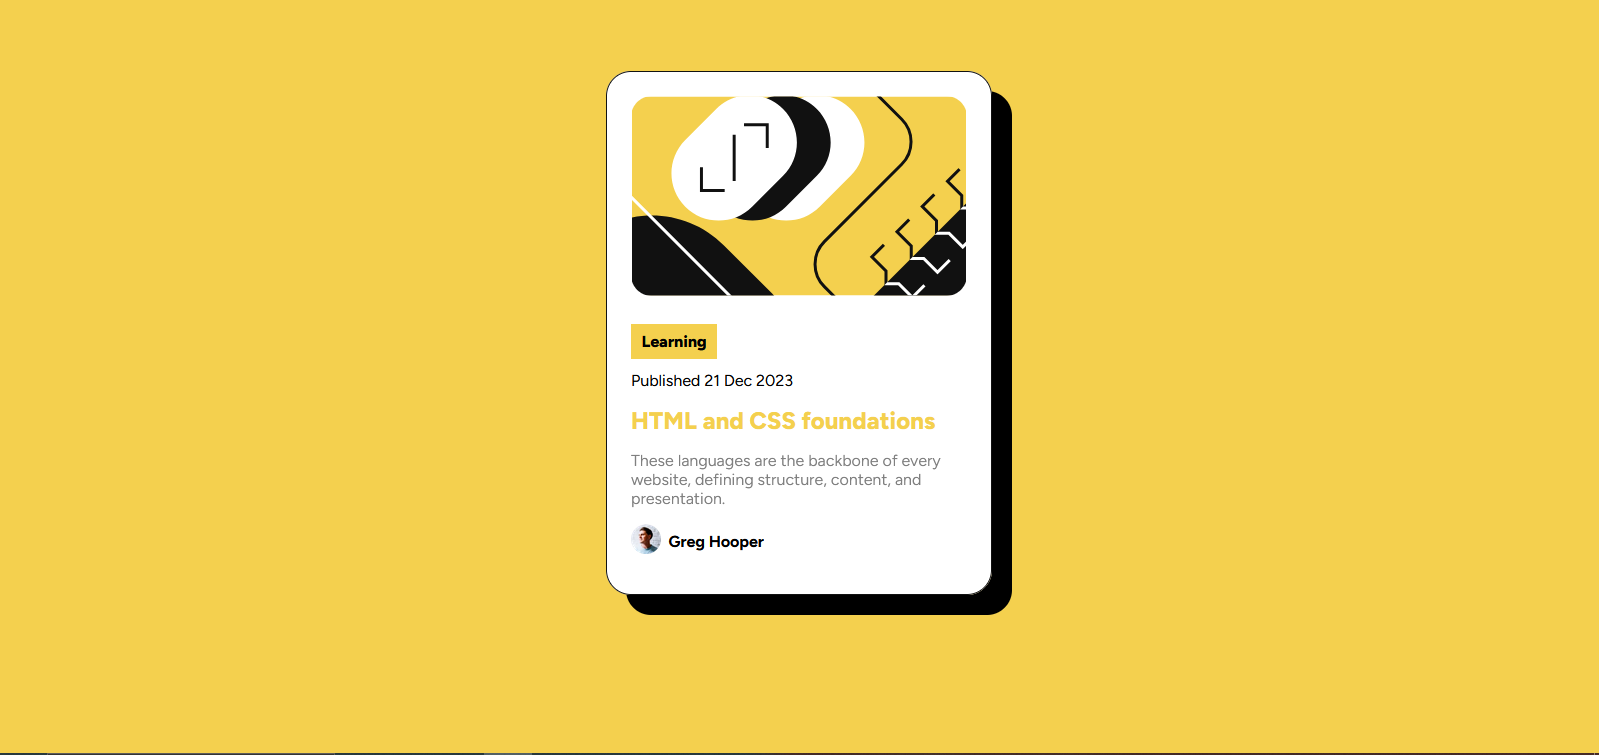 Learning
Published 21 Dec 2023
HTML and CSS foundations
These languages are the backbone of every
website, defining structure, content, and
presentation.
Greg Hooper